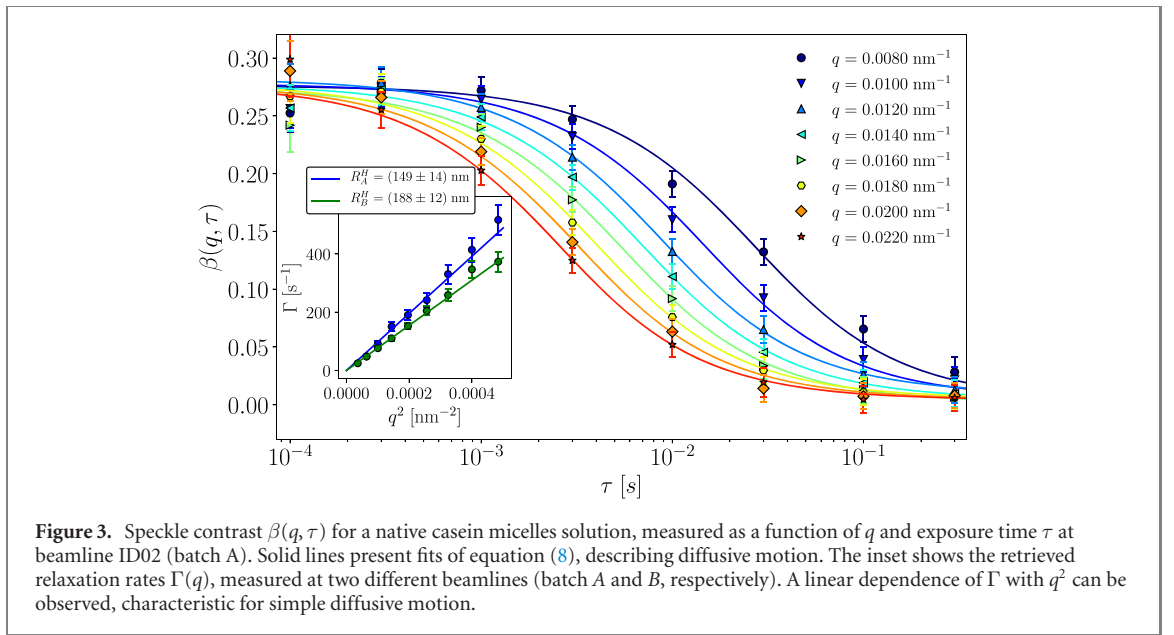 0.30
0.25
0.20
0.15
0.10
0.05
0.00
β(q, τ)
10⁻⁴
10⁻³
10⁻²
10⁻¹
τ [s]
q = 0.0080 nm⁻¹
q = 0.0100 nm⁻¹
q = 0.0120 nm⁻¹
q = 0.0140 nm⁻¹
q = 0.0160 nm⁻¹
q = 0.0180 nm⁻¹
q = 0.0200 nm⁻¹
q = 0.0220 nm⁻¹
R_A^H = (149 ± 14) nm
R_B^H = (188 ± 12) nm
400
200
0
Γ [s⁻¹]
0.0000 0.0002 0.0004
q² [nm⁻²]
Figure 3. Speckle contrast β(q, τ) for a native casein micelles solution, measured as a function of q and exposure time τ at
beamline ID02 (batch A). Solid lines present fits of equation (8), describing diffusive motion. The inset shows the retrieved
relaxation rates Γ(q), measured at two different beamlines (batch A and B, respectively). A linear dependence of Γ with q² can be
observed, characteristic for simple diffusive motion.